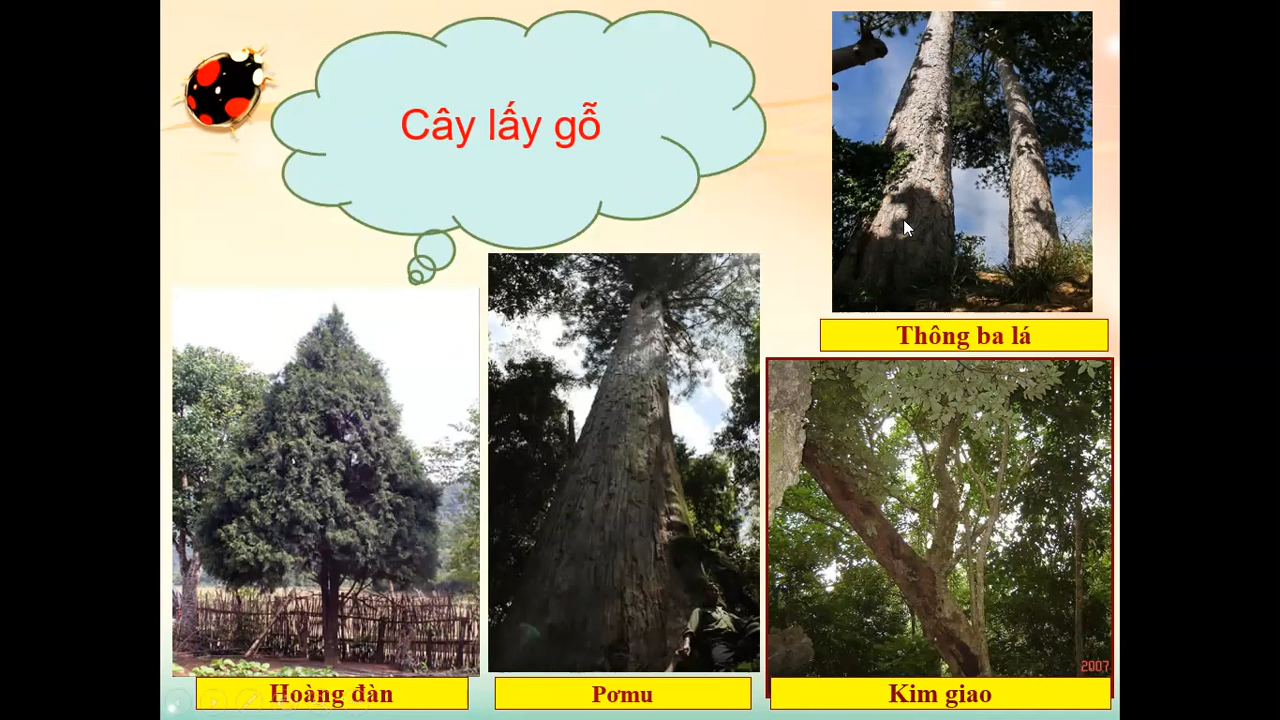 Cây lấy gỗ
Thông ba lá
2007
Hoàng đàn
Pơmu
Kim giao